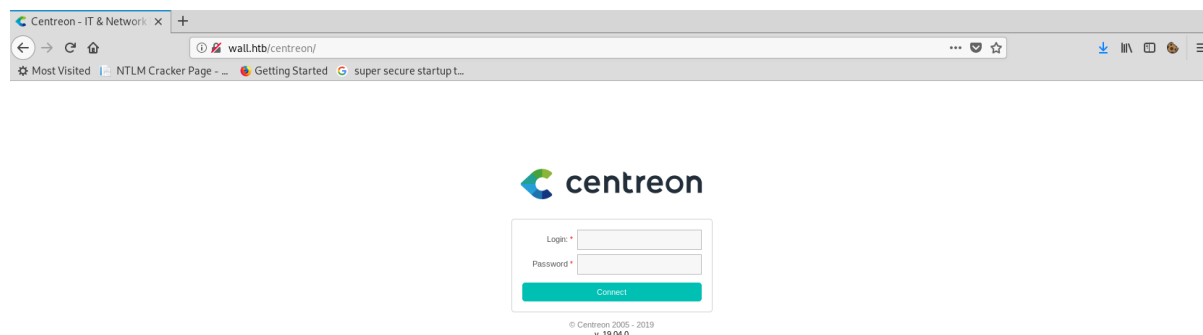 Centreon - IT & Network
wall.htb/centreon/
Most Visited NTLM Cracker Page - ... Getting Started super secure startup t...
centreon
Login: *
Password *
Connect
© Centreon 2005 - 2019
v. 19.04.0